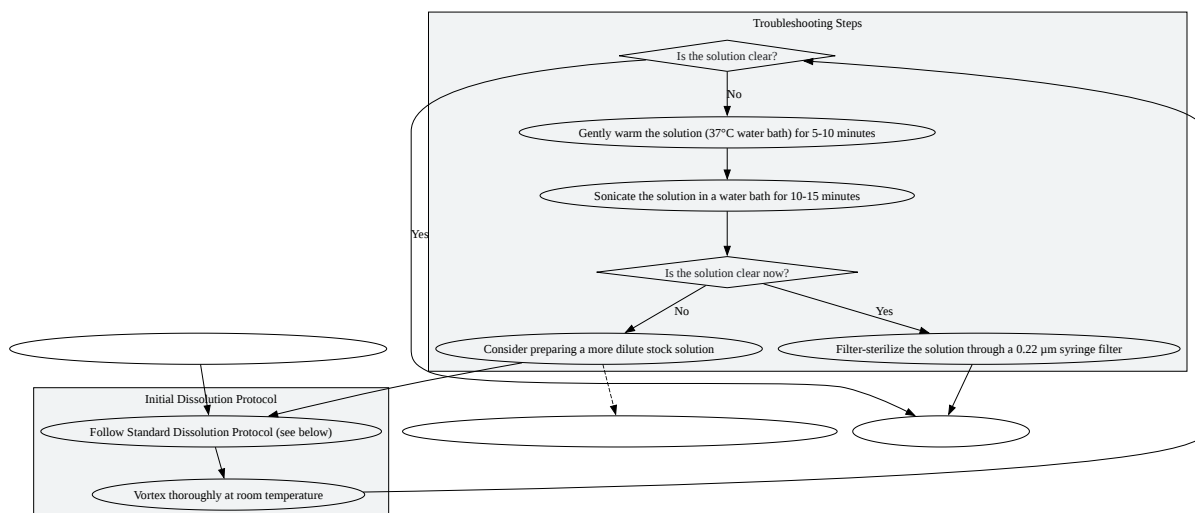 Troubleshooting Steps
Is the solution clear?
No
Gently warm the solution (37°C water bath) for 5-10 minutes
Sonicate the solution in a water bath for 10-15 minutes
Yes
Is the solution clear now?
No
Yes
Consider preparing a more dilute stock solution
Filter-sterilize the solution through a 0.22 µm syringe filter
Initial Dissolution Protocol
Follow Standard Dissolution Protocol (see below)
Vortex thoroughly at room temperature